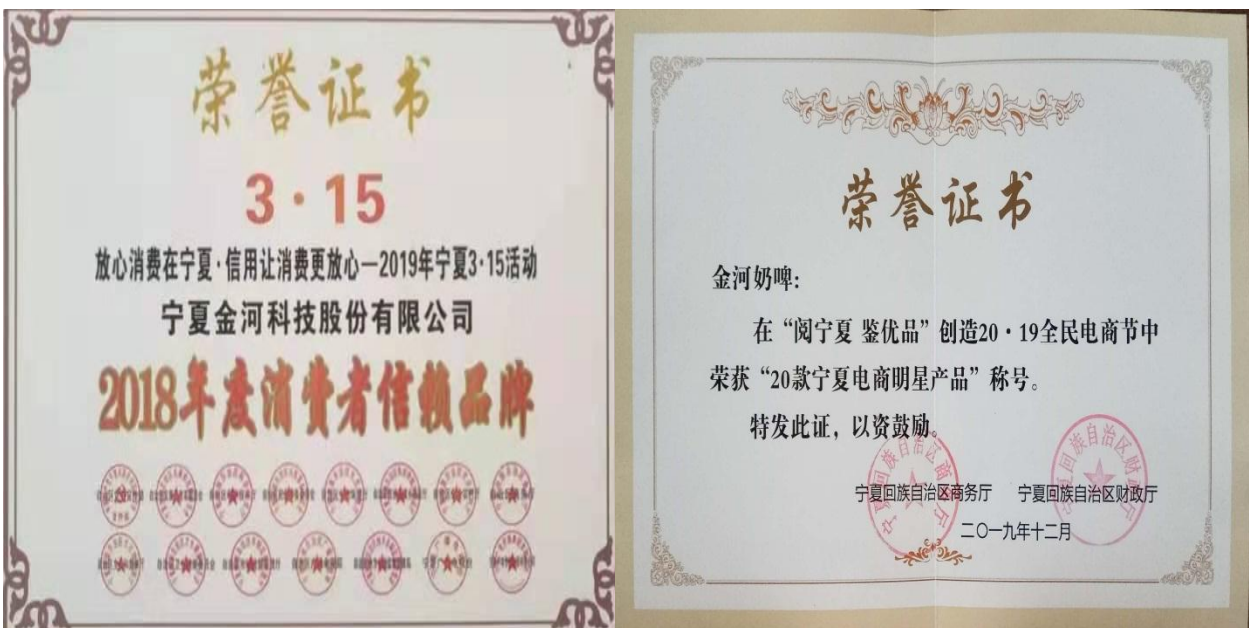 荣誉证书
3·15
放心消费在宁夏·信用让消费更放心—2019年宁夏3·15活动
宁夏金河科技股份有限公司
2018年度消费者信赖品牌
荣誉证书
金河奶啤:
在“阅宁夏 鉴优品”创造20·19全民电商节中
荣获“20款宁夏电商明星产品”称号。
特发此证，以资鼓励。
宁夏回族自治区商务厅 宁夏回族自治区财政厅
二〇一九年十二月